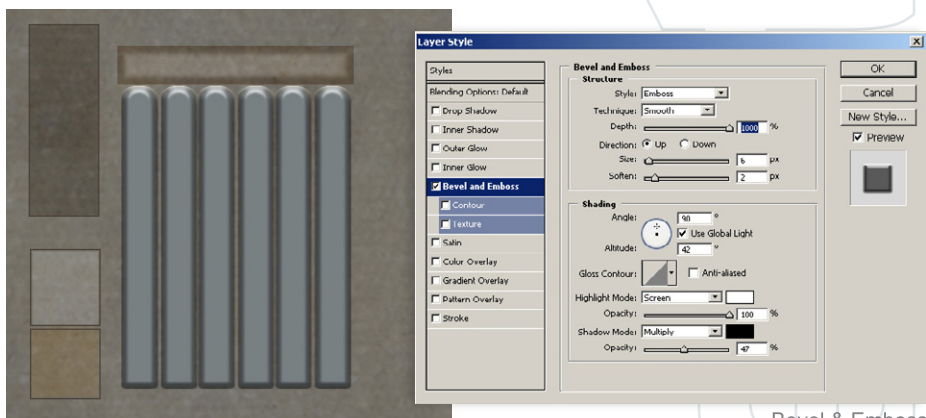 Layer Style
Styles
Blending Options: Default
Drop Shadow
Inner Shadow
Outer Glow
Inner Glow
Bevel and Emboss
Contour
Texture
Satin
Color Overlay
Gradient Overlay
Pattern Overlay
Stroke
Bevel and Emboss
Structure
Style: Emboss
Technique: Smooth
Depth: 1000 %
Direction: Up Down
Size: 6 px
Soften: 2 px
Shading
Angle: 90 °
Use Global Light
Altitude: 42 °
Gloss Contour: Anti-aliased
Highlight Mode: Screen
Opacity: 100 %
Shadow Mode: Multiply
Opacity: 47 %
OK
Cancel
New Style...
Preview
Bevel & Emboss